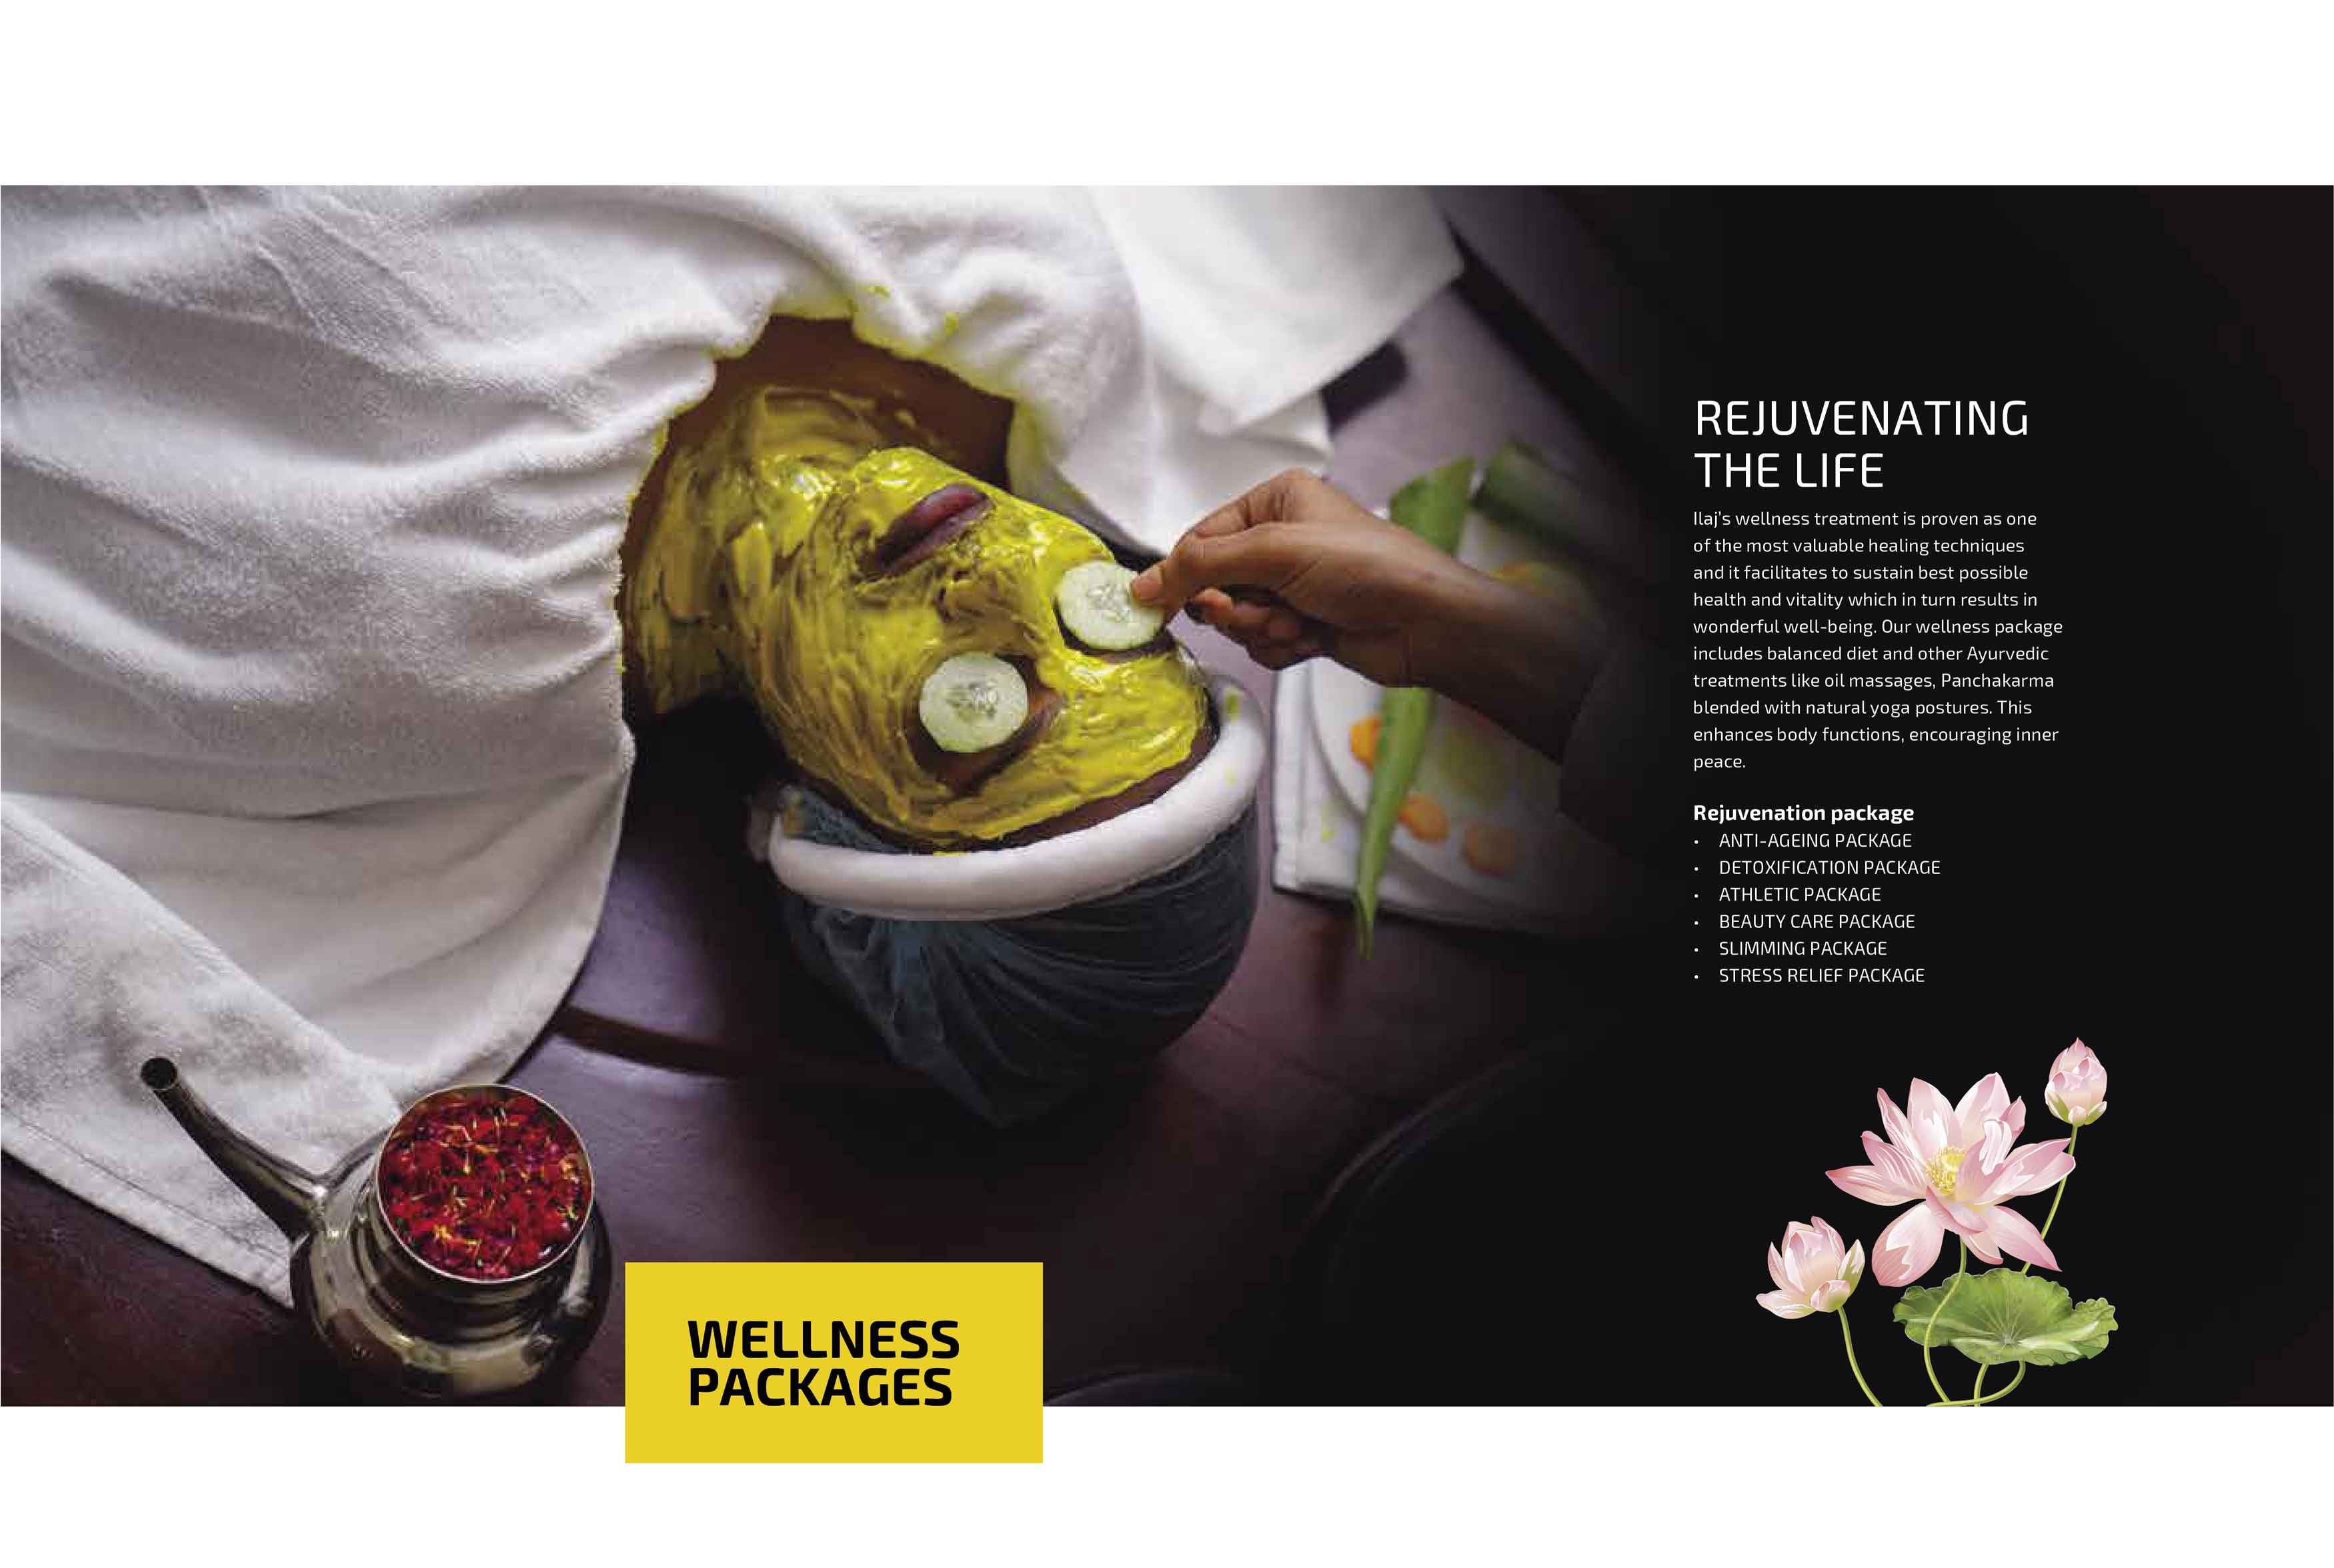 REJUVENATING
THE LIFE
Ilaj's wellness treatment is proven as one
of the most valuable healing techniques
and it facilitates to sustain best possible
health and vitality which in turn results in
wonderful well-being. Our wellness package
includes balanced diet and other Ayurvedic
treatments like oil massages, Panchakarma
blended with natural yoga postures. This
enhances body functions, encouraging inner
peace.
Rejuvenation package
• ANTI-AGEING PACKAGE
• DETOXIFICATION PACKAGE
• ATHLETIC PACKAGE
• BEAUTY CARE PACKAGE
• SLIMMING PACKAGE
• STRESS RELIEF PACKAGE
WELLNESS
PACKAGES